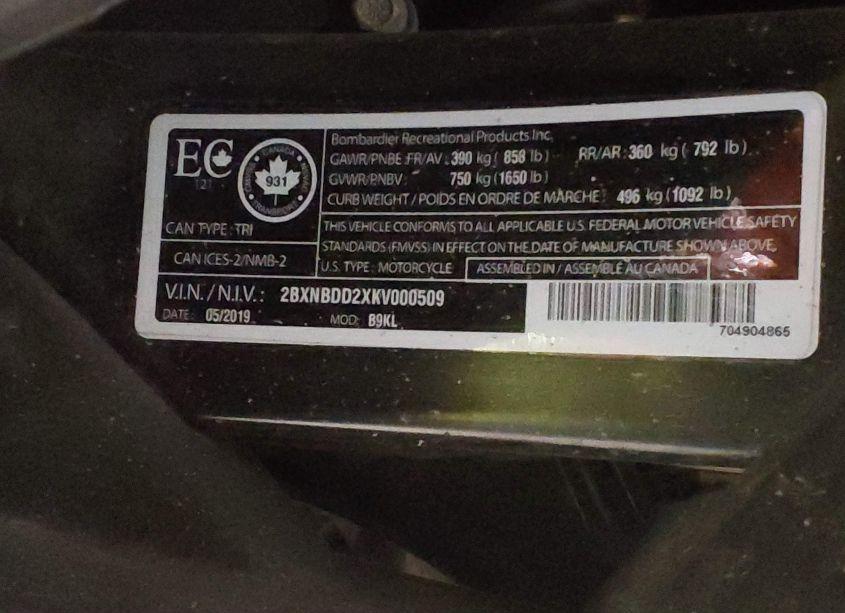 EC
121
CANADA
931
TRANSPORT
CAN TYPE: TRI
CAN ICES-2/NMB-2
Bombardier Recreational Products Inc.
GAWR/PNBE :FR/AV : 390 kg ( 858 lb ) RR/AR : 360 kg ( 792 lb )
GVWR/PNBV : 750 kg (1650 lb )
CURB WEIGHT / POIDS EN ORDRE DE MARCHE : 496 kg (1092 lb )
THIS VEHICLE CONFORMS TO ALL APPLICABLE U.S. FEDERAL MOTOR VEHICLE SAFETY
STANDARDS (FMVSS) IN EFFECT ON THE DATE OF MANUFACTURE SHOWN ABOVE.
U.S. TYPE : MOTORCYCLE ASSEMBLED IN / ASSEMBLÉ AU CANADA
V.I.N. / N.I.V. : 2BXNBDD2XKV000509
DATE: 05/2019 MOD: B9KL
704904865